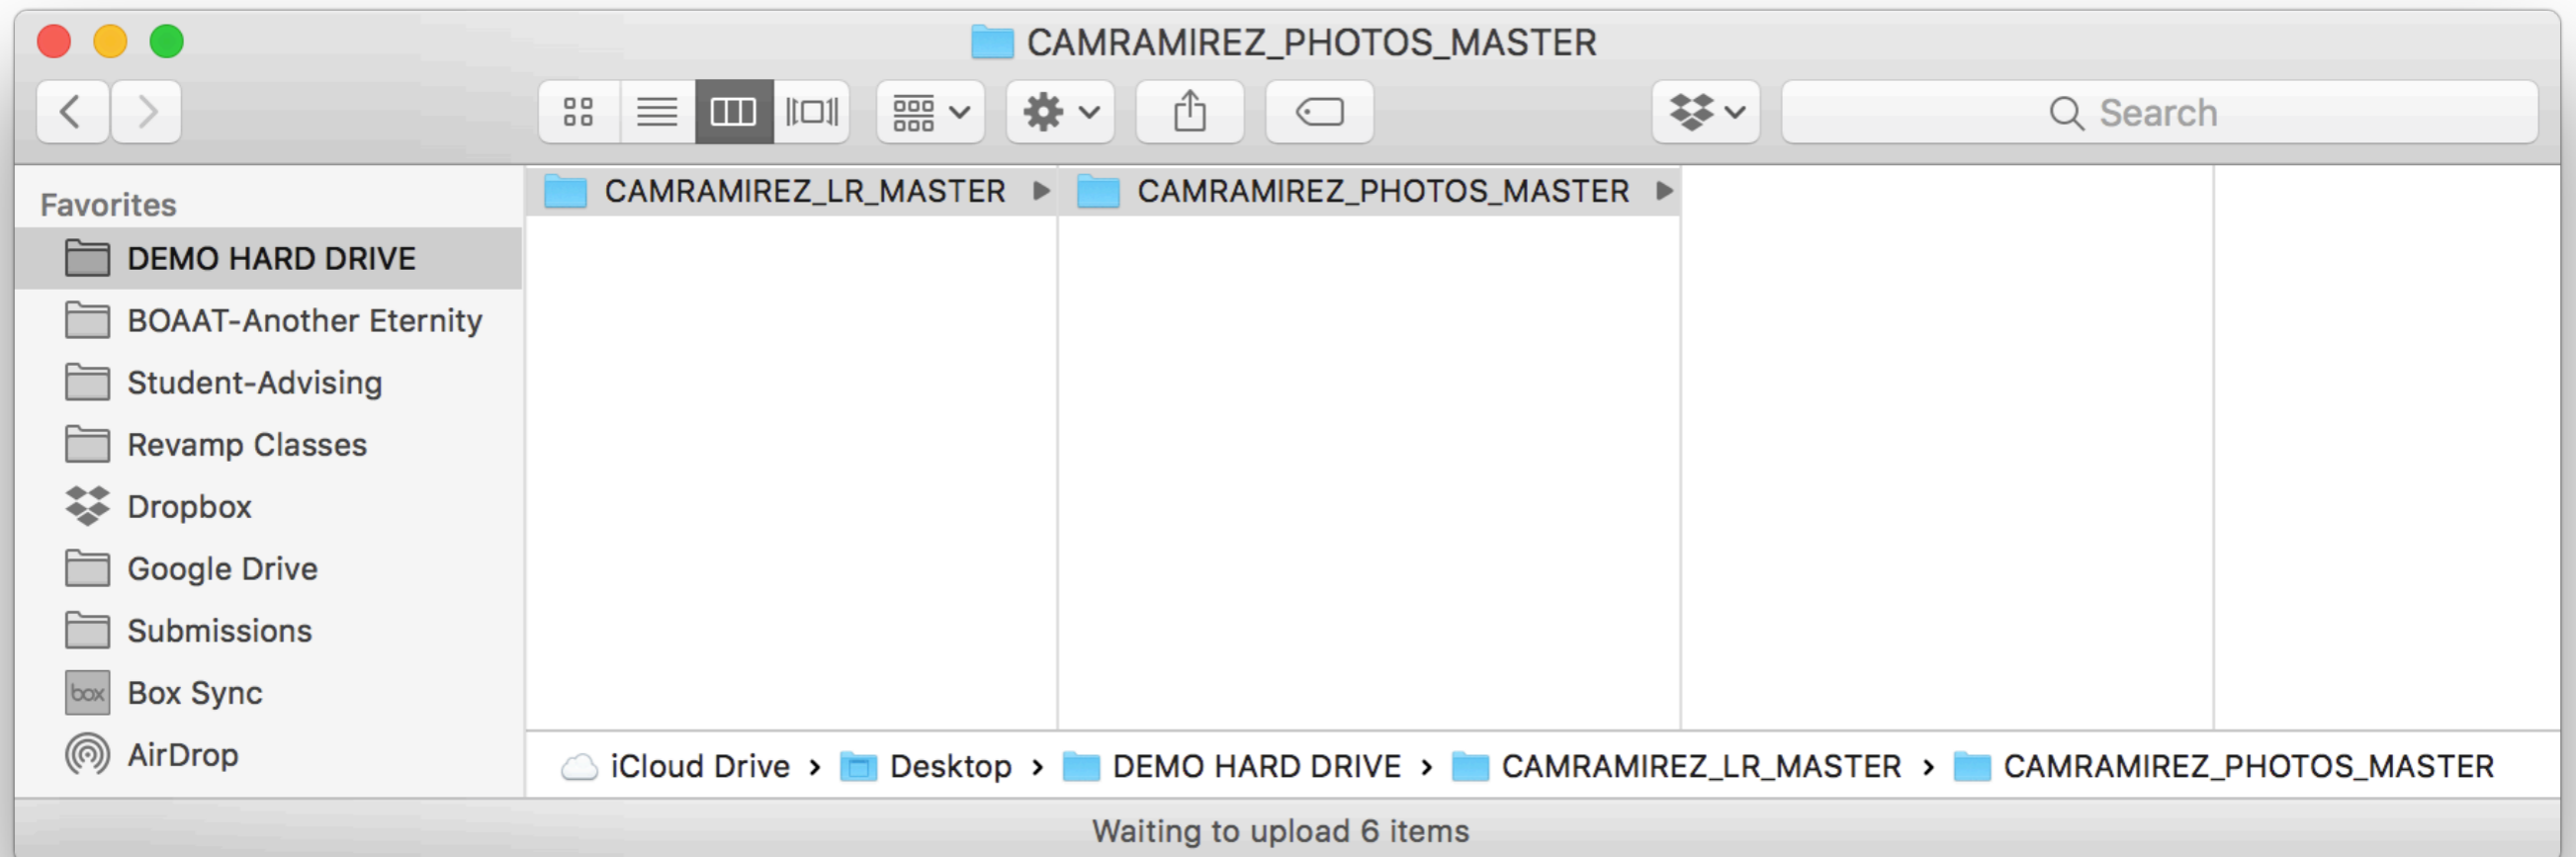 CAMRAMIREZ_PHOTOS_MASTER
Search
Favorites
DEMO HARD DRIVE
BOAAT-Another Eternity
Student-Advising
Revamp Classes
Dropbox
Google Drive
Submissions
box Box Sync
AirDrop
CAMRAMIREZ_LR_MASTER
CAMRAMIREZ_PHOTOS_MASTER
iCloud Drive › Desktop › DEMO HARD DRIVE › CAMRAMIREZ_LR_MASTER › CAMRAMIREZ_PHOTOS_MASTER
Waiting to upload 6 items